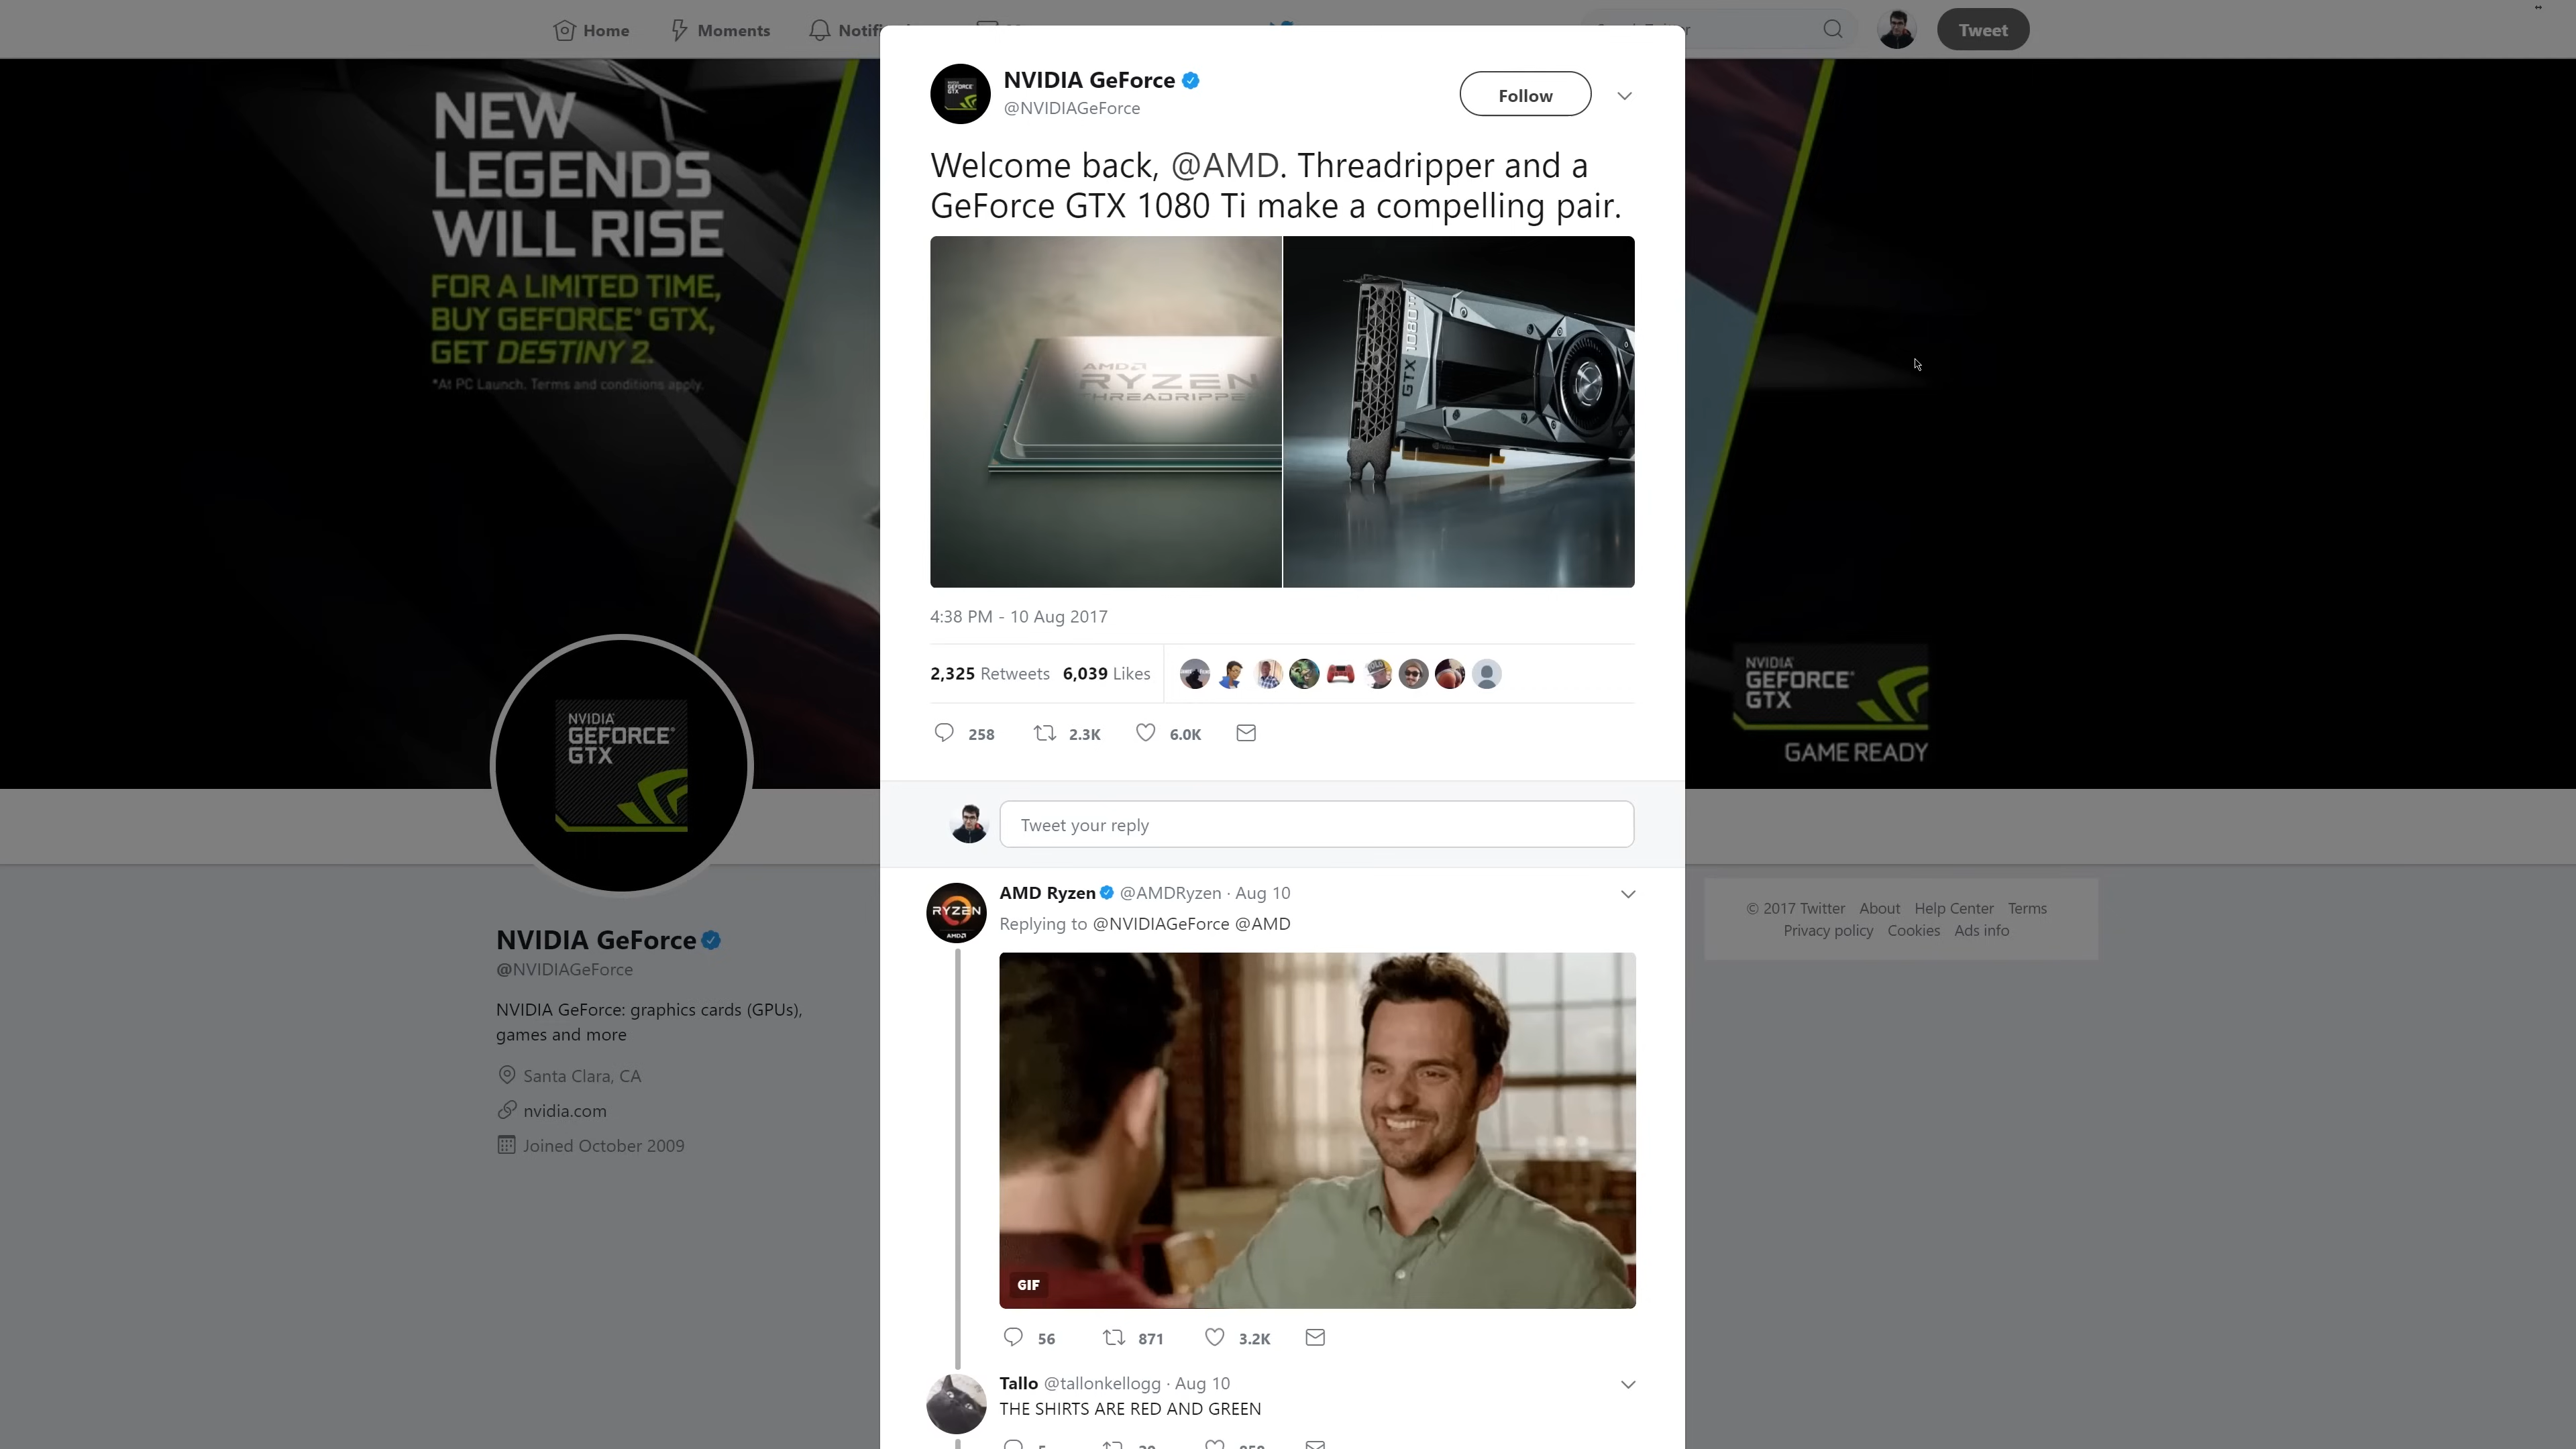 Home
Moments
Tweet
NEW
LEGENDS
WILL RISE
FOR A LIMITED TIME,
BUY GEFORCE® GTX,
GET DESTINY 2.
*At PC Launch. Terms and conditions apply.
NVIDIA GeForce
@NVIDIAGeForce
Follow
Welcome back, @AMD. Threadripper and a
GeForce GTX 1080 Ti make a compelling pair.
AMD
RYZEN
GTX 1080
4:38 PM - 10 Aug 2017
2,325 Retweets 6,039 Likes
258 2.3K 6.0K
Tweet your reply
NVIDIA®
GEFORCE®
GTX
NVIDIA®
GEFORCE®
GTX
GAME READY
NVIDIA GeForce
@NVIDIAGeForce
NVIDIA GeForce: graphics cards (GPUs),
games and more
Santa Clara, CA
nvidia.com
Joined October 2009
RYZEN
AMD
AMD Ryzen @AMDRyzen · Aug 10
Replying to @NVIDIAGeForce @AMD
GIF
56 871 3.2K
Tallo @tallonkellogg · Aug 10
THE SHIRTS ARE RED AND GREEN
© 2017 Twitter About Help Center Terms
Privacy policy Cookies Ads info